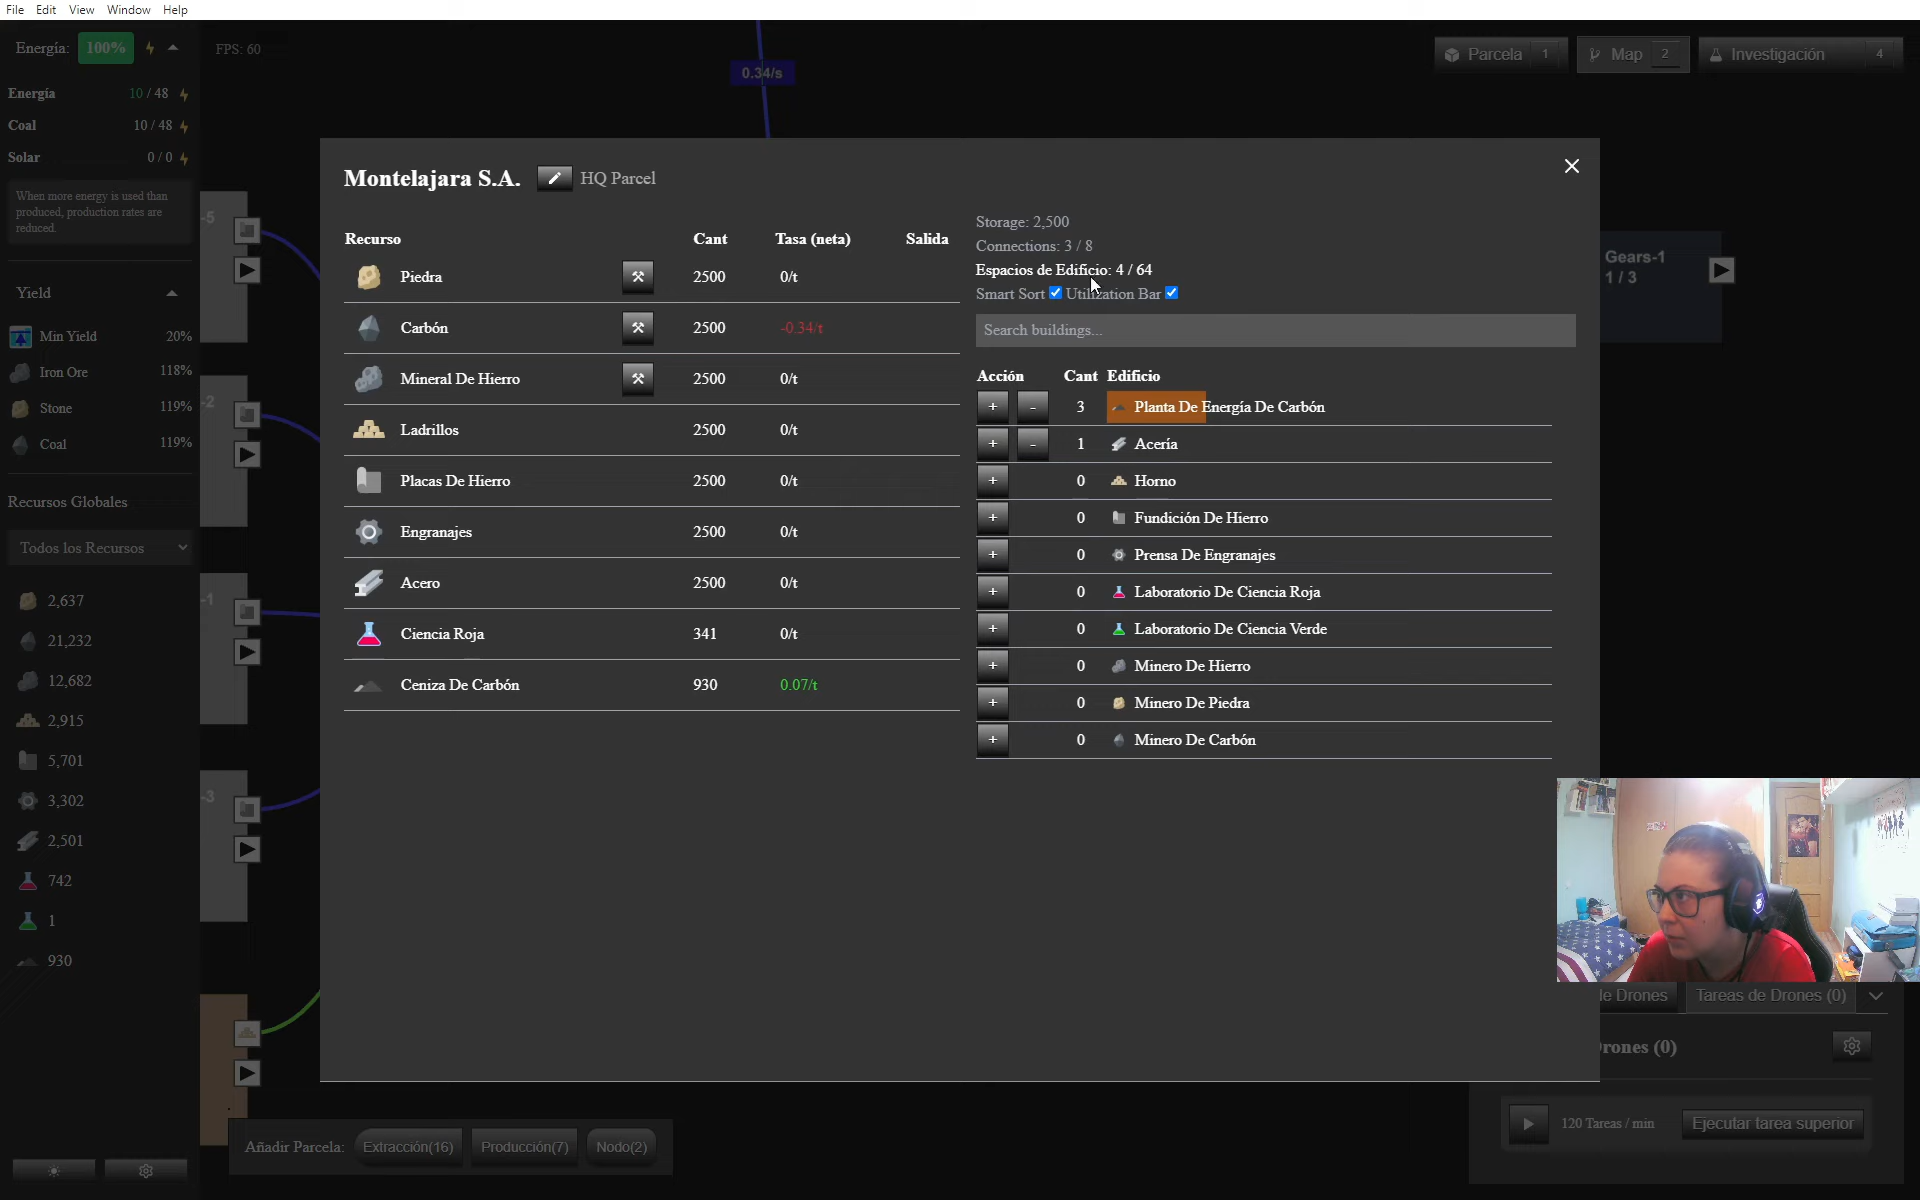 File Edit View Window Help
Energía: 100%
FPS: 60
0.34/s
Parcela 1
Map 2
Investigación 4
Energía 10 / 48
Coal 10 / 48
Solar 0 / 0
When more energy is used than
produced, production rates are
reduced.
Yield
Min Yield 20%
Iron Ore 118%
Stone 119%
Coal 119%
Recursos Globales
Todos los Recursos
2,637
21,232
12,682
2,915
5,701
3,302
2,501
742
1
930
-5
-2
-1
-3
Montelajara S.A. HQ Parcel
Recurso Cant Tasa (neta) Salida
Piedra 2500 0/t
Carbón 2500 -0.34/t
Mineral De Hierro 2500 0/t
Ladrillos 2500 0/t
Placas De Hierro 2500 0/t
Engranajes 2500 0/t
Acero 2500 0/t
Ciencia Roja 341 0/t
Ceniza De Carbón 930 0.07/t
Storage: 2,500
Connections: 3 / 8
Espacios de Edificio: 4 / 64
Smart Sort Utilization Bar
Search buildings...
Acción Cant Edificio
+ - 3 Planta De Energía De Carbón
+ - 1 Acería
+ 0 Horno
+ 0 Fundición De Hierro
+ 0 Prensa De Engranajes
+ 0 Laboratorio De Ciencia Roja
+ 0 Laboratorio De Ciencia Verde
+ 0 Minero De Hierro
+ 0 Minero De Piedra
+ 0 Minero De Carbón
Gears-1
1 / 3
de Drones
Tareas de Drones (0)
Drones (0)
120 Tareas / min
Ejecutar tarea superior
Añadir Parcela: Extracción(16) Producción(7) Nodo(2)